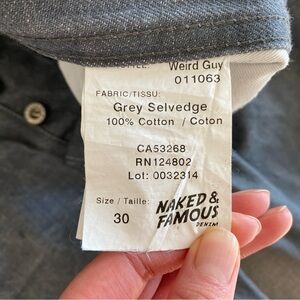 STYLE: Weird Guy
011063
FABRIC/TISSU:
Grey Selvedge
100% Cotton / Coton
CA53268
RN124802
Lot: 0032314
Size / Taille:
30
NAKED &
FAMOUS
DENIM